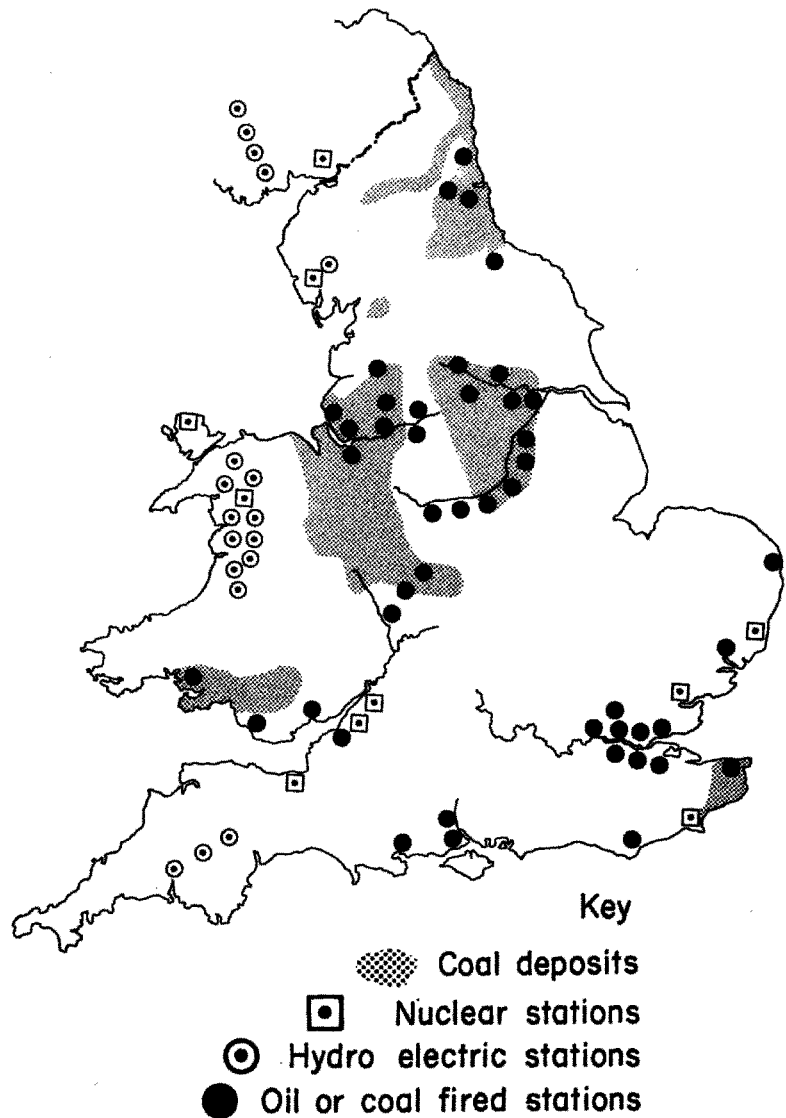 Key
Coal deposits
Nuclear stations
Hydro electric stations
Oil or coal fired stations